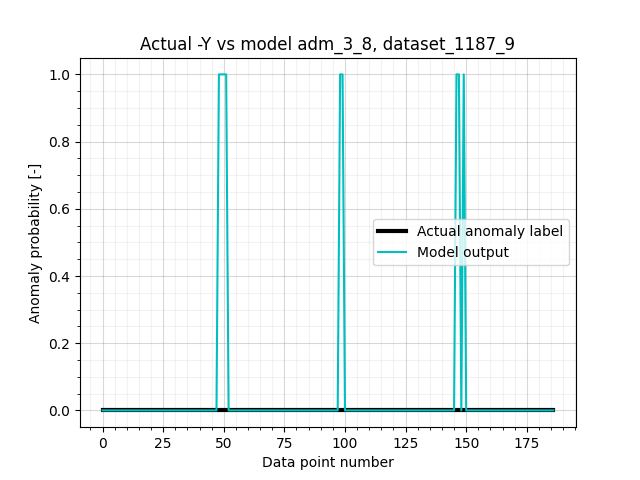 Actual -Y vs model adm_3_8, dataset_1187_9
1.0
0.8
0.6
0.4
0.2
0.0
Anomaly probability [-]
Actual anomaly label
Model output
0 25 50 75 100 125 150 175
Data point number